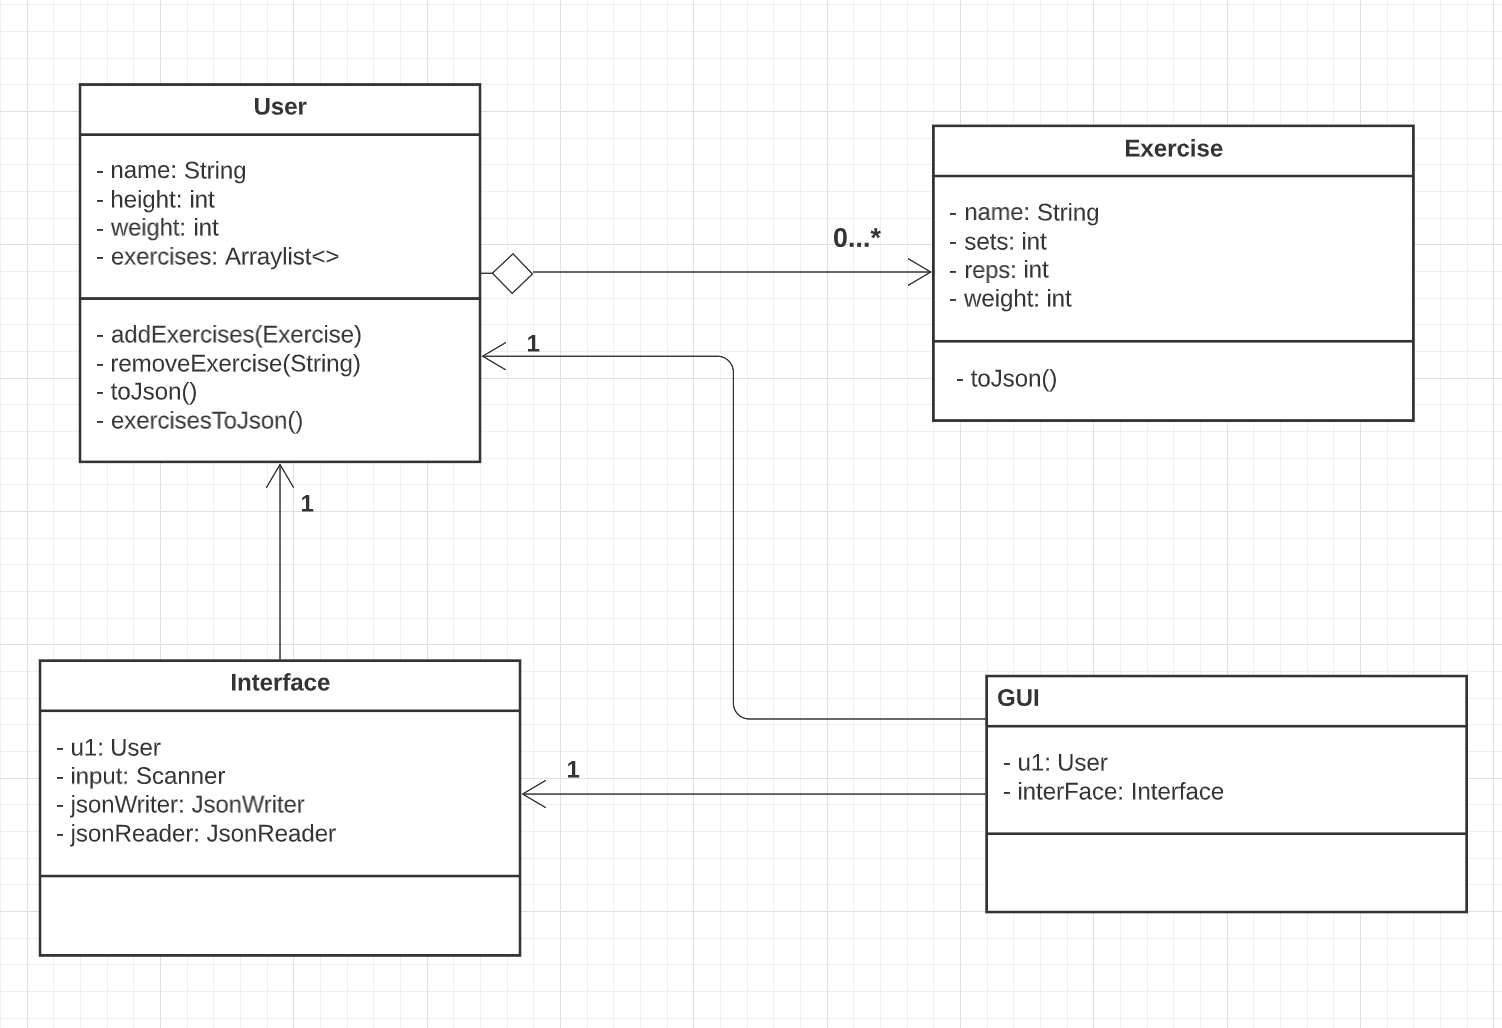 User
- name: String
- height: int
- weight: int
- exercises: Arraylist<>
- addExercises(Exercise)
- removeExercise(String)
- toJson()
- exercisesToJson()
0...*
Exercise
- name: String
- sets: int
- reps: int
- weight: int
- toJson()
1
1
Interface
- u1: User
- input: Scanner
- jsonWriter: JsonWriter
- jsonReader: JsonReader
1
GUI
- u1: User
- interFace: Interface